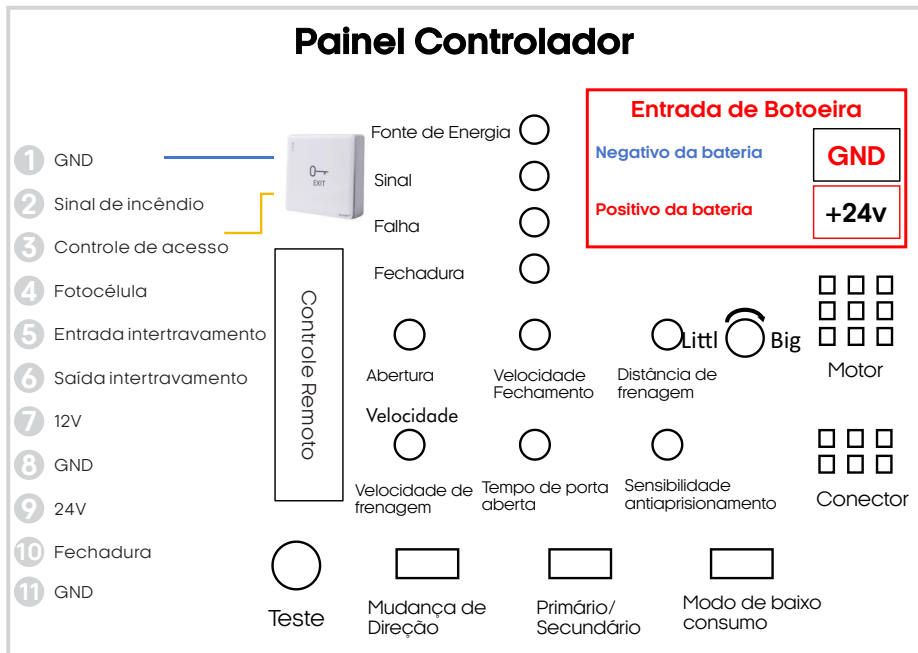 Painel Controlador
1 GND
2 Sinal de incêndio
3 Controle de acesso
4 Fotocélula
5 Entrada intertravamento
6 Saída intertravamento
7 12V
8 GND
9 24V
10 Fechadura
11 GND
EXIT
Controle Remoto
Fonte de Energia
Sinal
Falha
Fechadura
Entrada de Botoeira
Negativo da bateria
GND
Positivo da bateria
+24v
Abertura
Velocidade
Velocidade
Fechamento
Distância de
frenagem
Littl
Big
Motor
Velocidade de
frenagem
Tempo de porta
aberta
Sensibilidade
antiaprisionamento
Conector
Teste
Mudança de
Direção
Primário/
Secundário
Modo de baixo
consumo